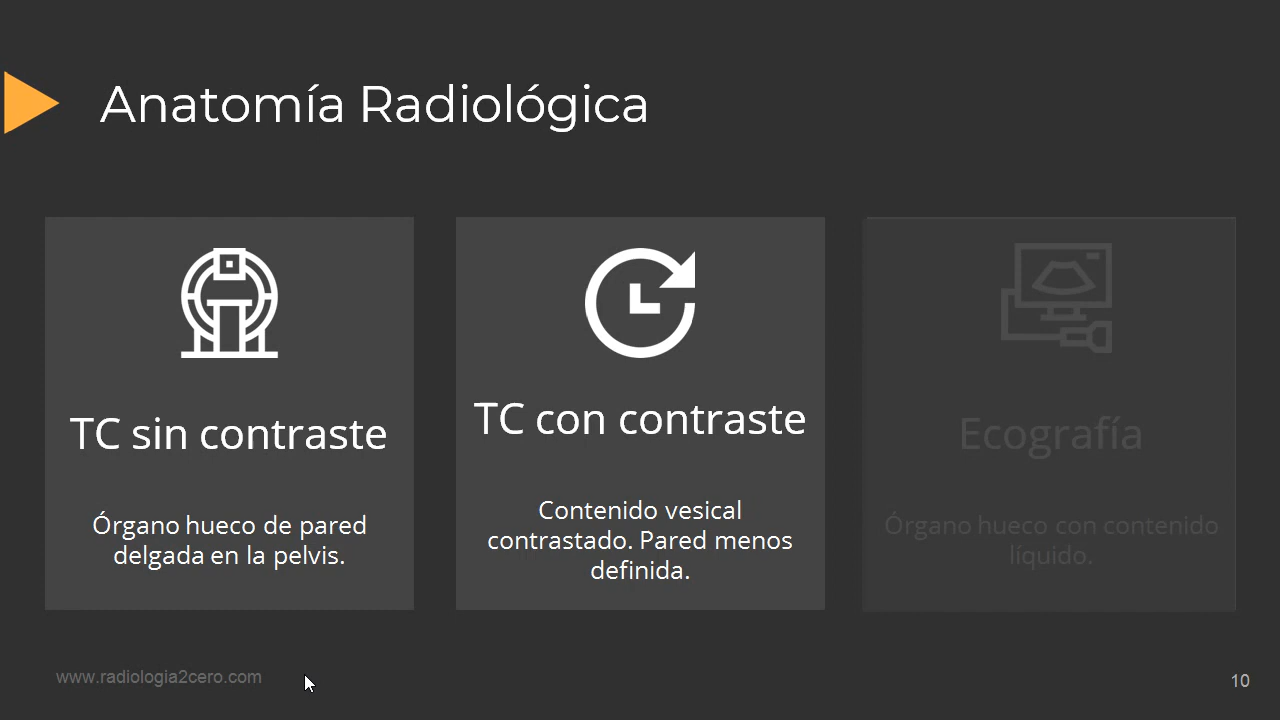 Anatomía Radiológica
TC sin contraste
Órgano hueco de pared
delgada en la pelvis.
TC con contraste
Contenido vesical
contrastado. Pared menos
definida.
Ecografía
Órgano hueco con contenido
líquido.
www.radiologia2cero.com
10